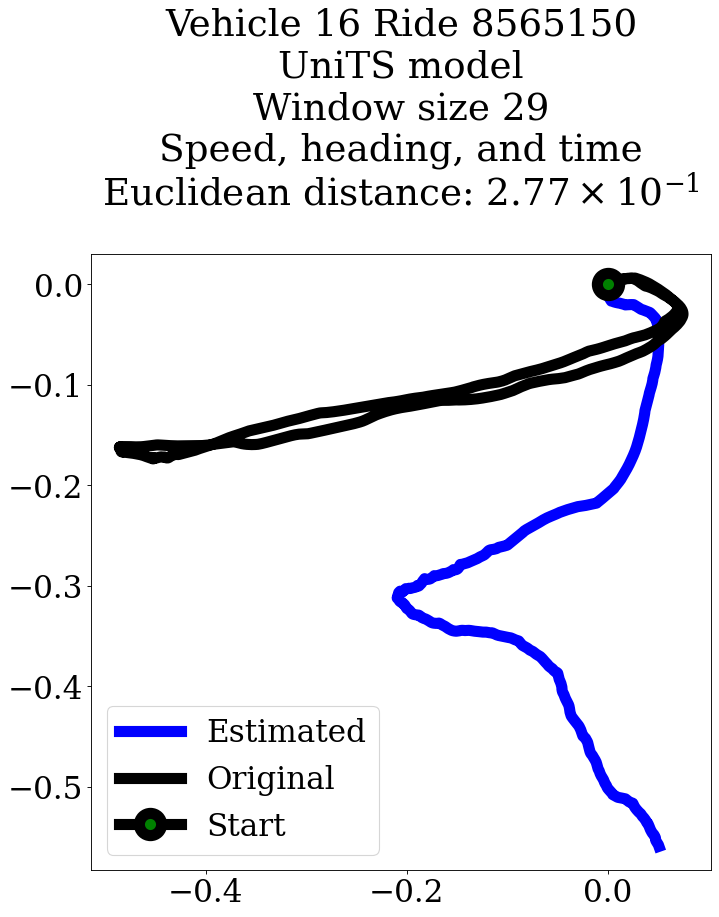 Vehicle 16 Ride 8565150
UniTS model
Window size 29
Speed, heading, and time
Euclidean distance: 2.77 × 10⁻¹
0.0
−0.1
−0.2
−0.3
−0.4
−0.5
Estimated
Original
Start
−0.4 −0.2 0.0